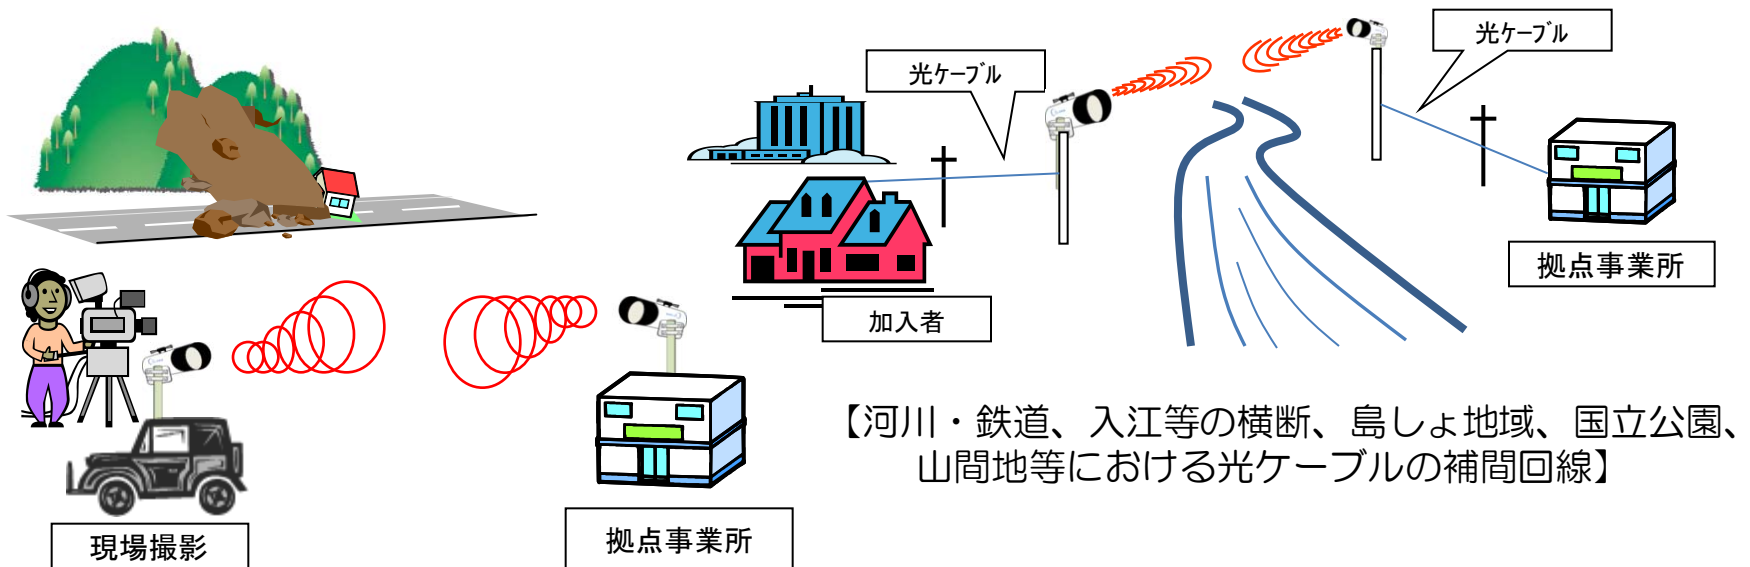 光ｹｰﾌﾞﾙ
光ｹｰﾌﾞﾙ
拠点事業所
加入者
【河川・鉄道、入江等の横断、島しょ地域、国立公園、
山間地等における光ケーブルの補間回線】
現場撮影
拠点事業所